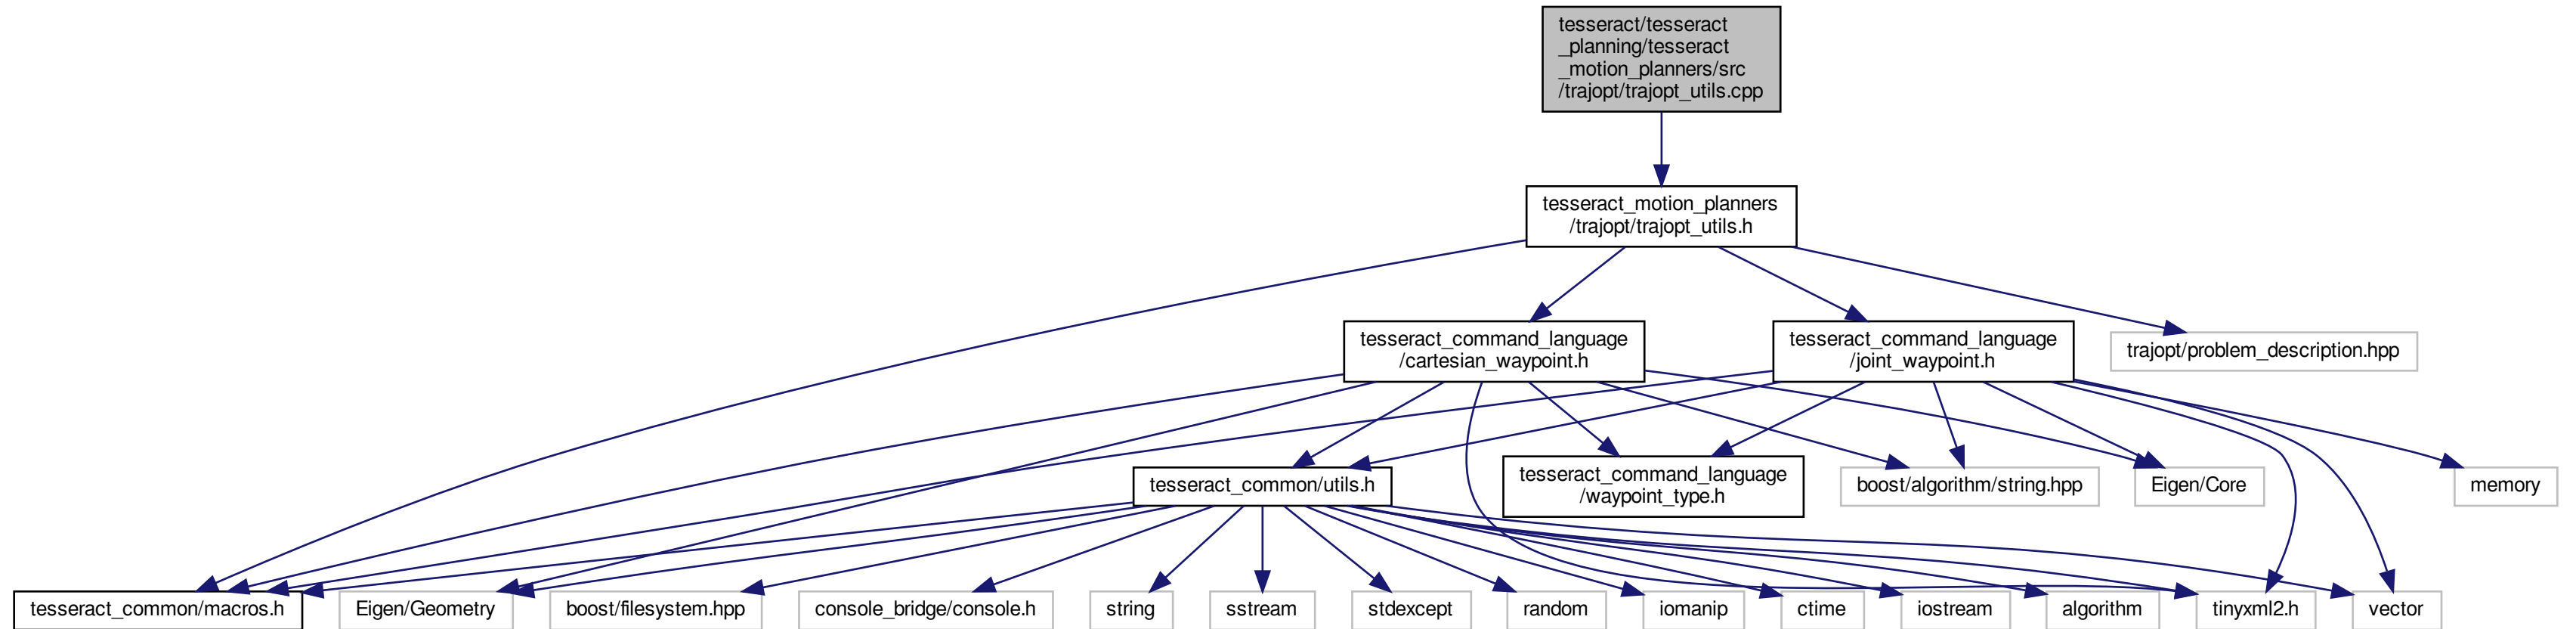 tesseract/tesseract
_planning/tesseract
_motion_planners/src
/trajopt/trajopt_utils.cpp
tesseract_motion_planners
/trajopt/trajopt_utils.h
tesseract_command_language
/cartesian_waypoint.h
tesseract_command_language
/joint_waypoint.h
trajopt/problem_description.hpp
tesseract_common/utils.h
tesseract_command_language
/waypoint_type.h
boost/algorithm/string.hpp
Eigen/Core
memory
tesseract_common/macros.h
Eigen/Geometry
boost/filesystem.hpp
console_bridge/console.h
string
sstream
stdexcept
random
iomanip
ctime
iostream
algorithm
tinyxml2.h
vector